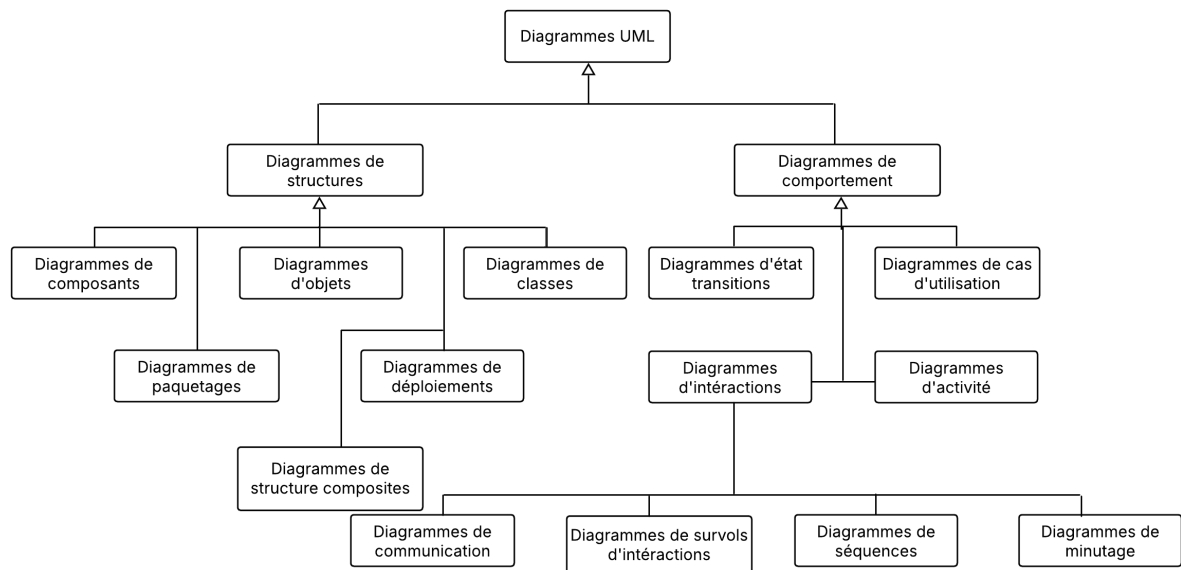 Diagrammes UML
Diagrammes de
structures
Diagrammes de
comportement
Diagrammes de
composants
Diagrammes
d'objets
Diagrammes de
classes
Diagrammes d'état
transitions
Diagrammes de cas
d'utilisation
Diagrammes de
paquetages
Diagrammes de
déploiements
Diagrammes
d'intéractions
Diagrammes
d'activité
Diagrammes de
structure composites
Diagrammes de
communication
Diagrammes de survols
d'intéractions
Diagrammes de
séquences
Diagrammes de
minutage